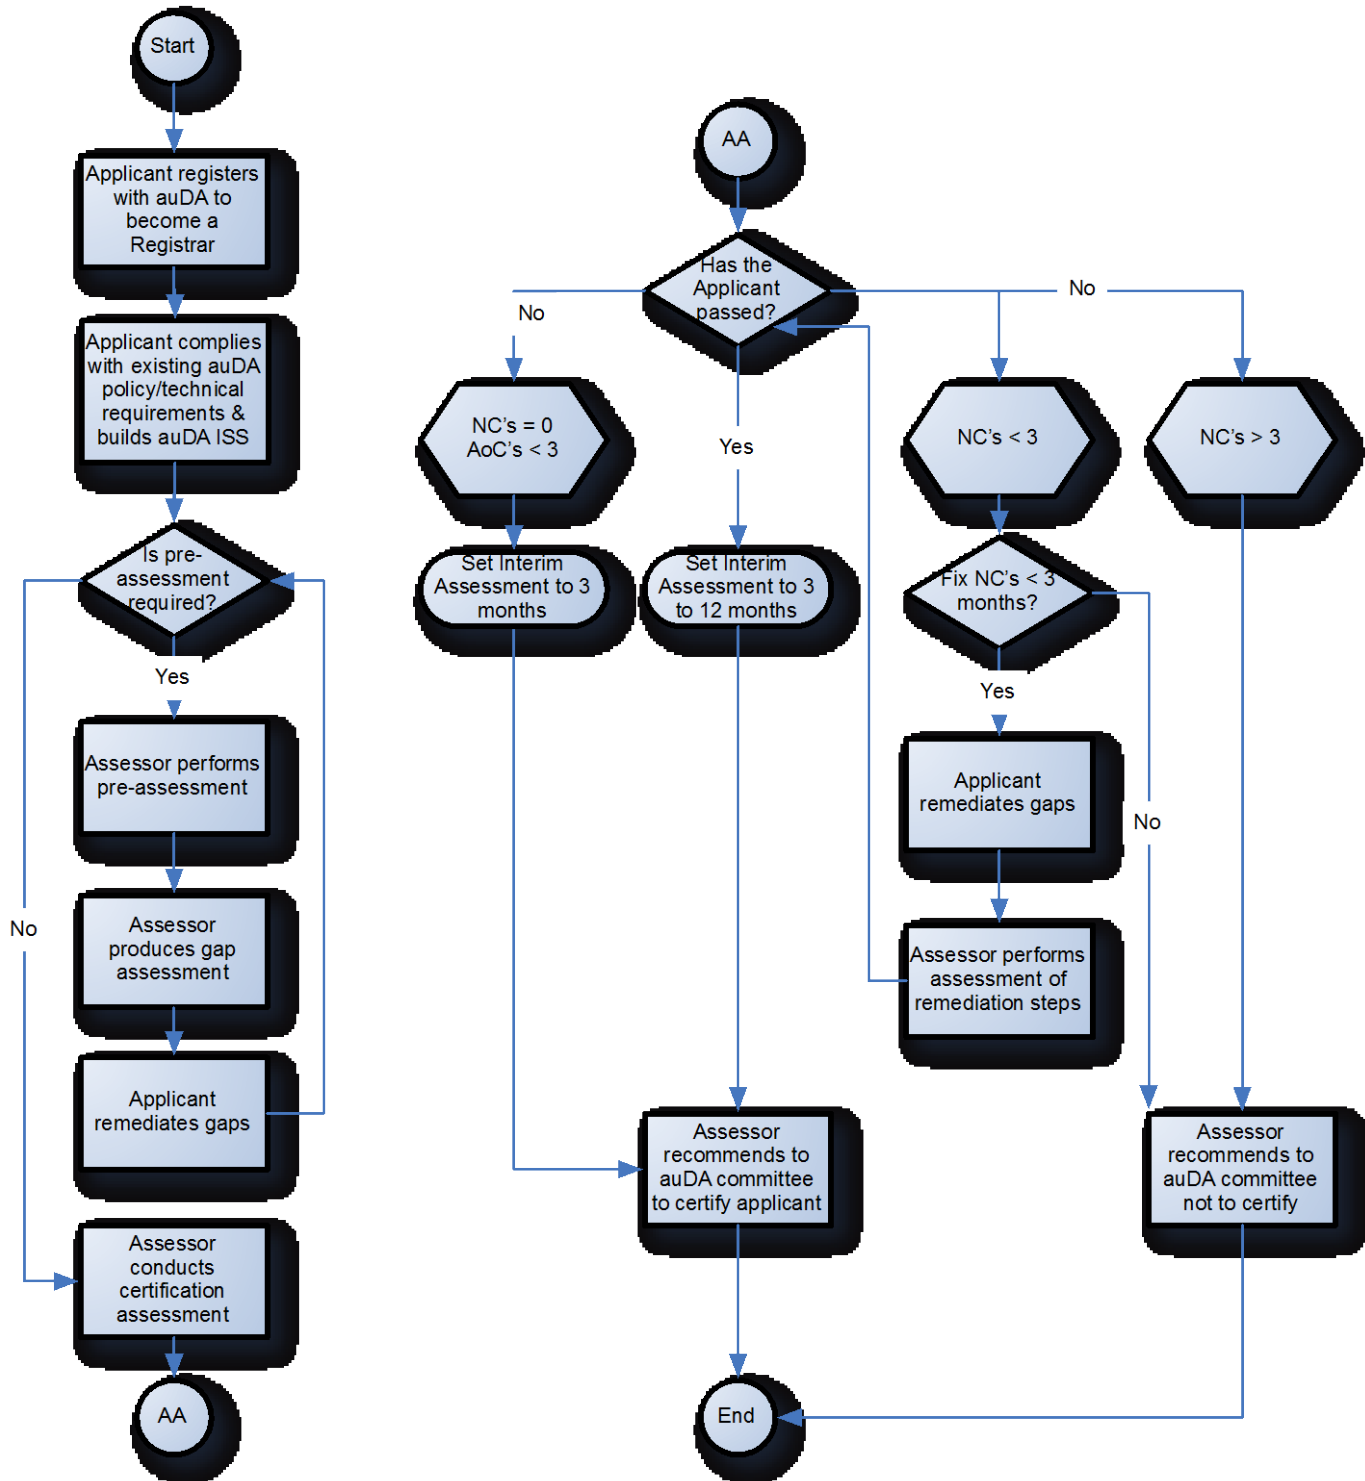 Start
Applicant registers
with auDA to
become a
Registrar
Applicant complies
with existing auDA
policy/technical
requirements &
builds auDA ISS
Is pre-
assessment
required?
Yes
No
Assessor performs
pre-assessment
Assessor
produces gap
assessment
Applicant
remediates gaps
Assessor
conducts
certification
assessment
AA
AA
Has the
Applicant
passed?
No
Yes
No
NC's = 0
AoC's < 3
NC's < 3
NC's > 3
Set Interim
Assessment to 3
months
Set Interim
Assessment to 3
to 12 months
Fix NC's < 3
months?
Yes
No
Applicant
remediates gaps
Assessor performs
assessment of
remediation steps
Assessor
recommends to
auDA committee
to certify applicant
Assessor
recommends to
auDA committee
not to certify
End